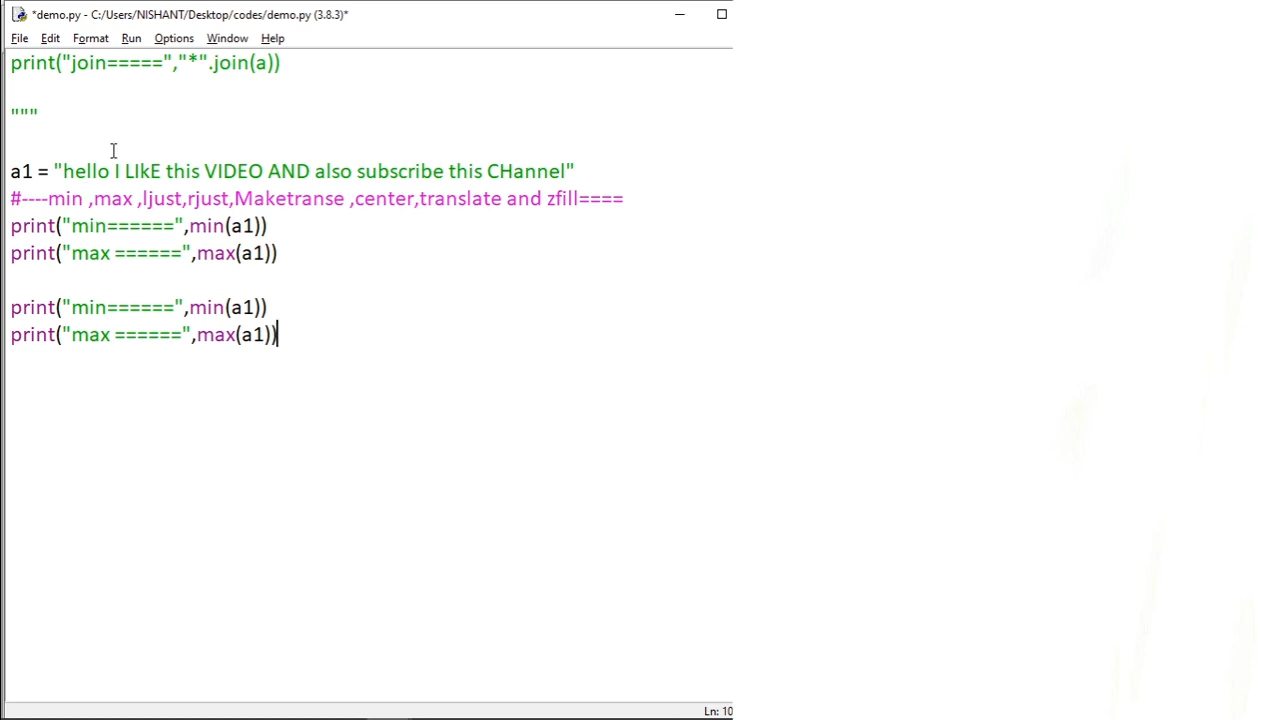 *demo.py - C:/Users/NISHANT/Desktop/codes/demo.py (3.8.3)*
File Edit Format Run Options Window Help
print("join=====","*".join(a))
"""
a1 = "hello I LIkE this VIDEO AND also subscribe this CHannel"
#----min ,max ,ljust,rjust,Maketranse ,center,translate and zfill====
print("min======",min(a1))
print("max ======",max(a1))
print("min======",min(a1))
print("max ======",max(a1))
Ln: 10